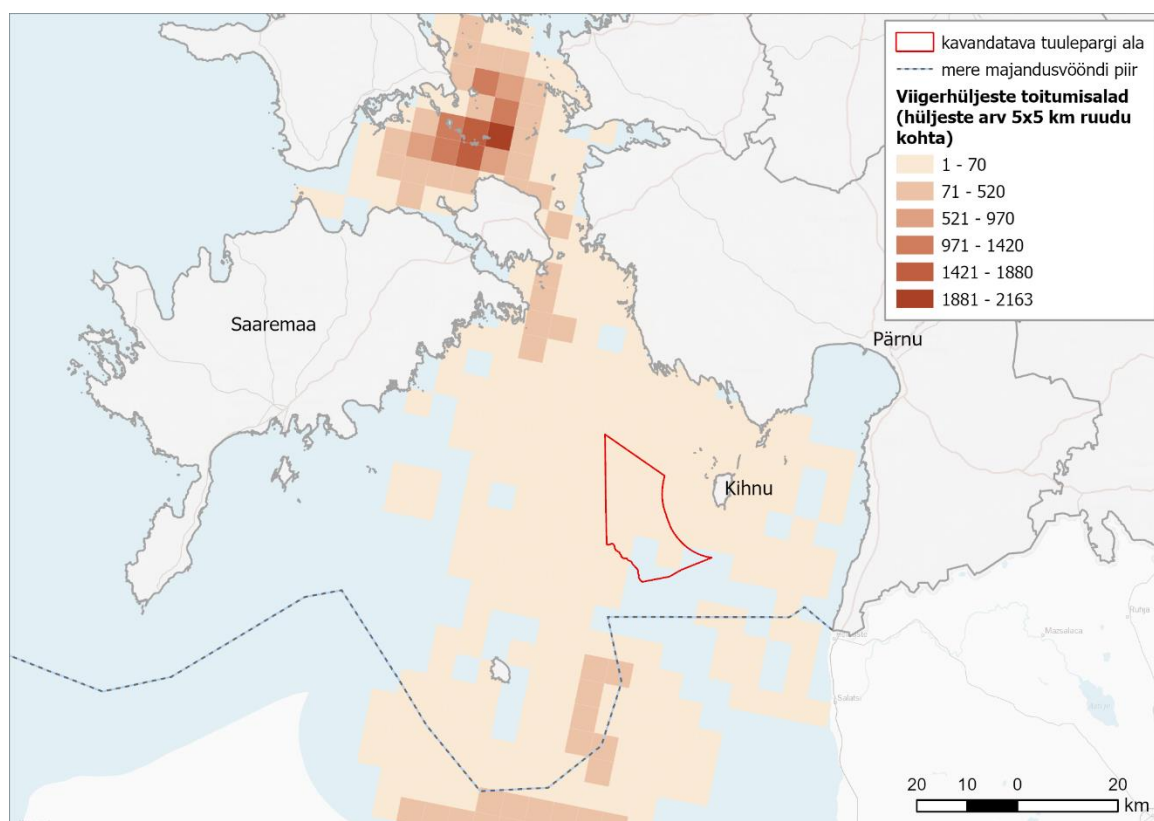 kavandatava tuulepargi ala
mere majandusvööndi piir
Viigerhüljeste toitumisalad
(hüljeste arv 5x5 km ruudu
kohta)
1 - 70
71 - 520
521 - 970
971 - 1420
1421 - 1880
1881 - 2163
Saaremaa
Pärnu
Kihnu
Mazsalaca
20 10 0 20
km